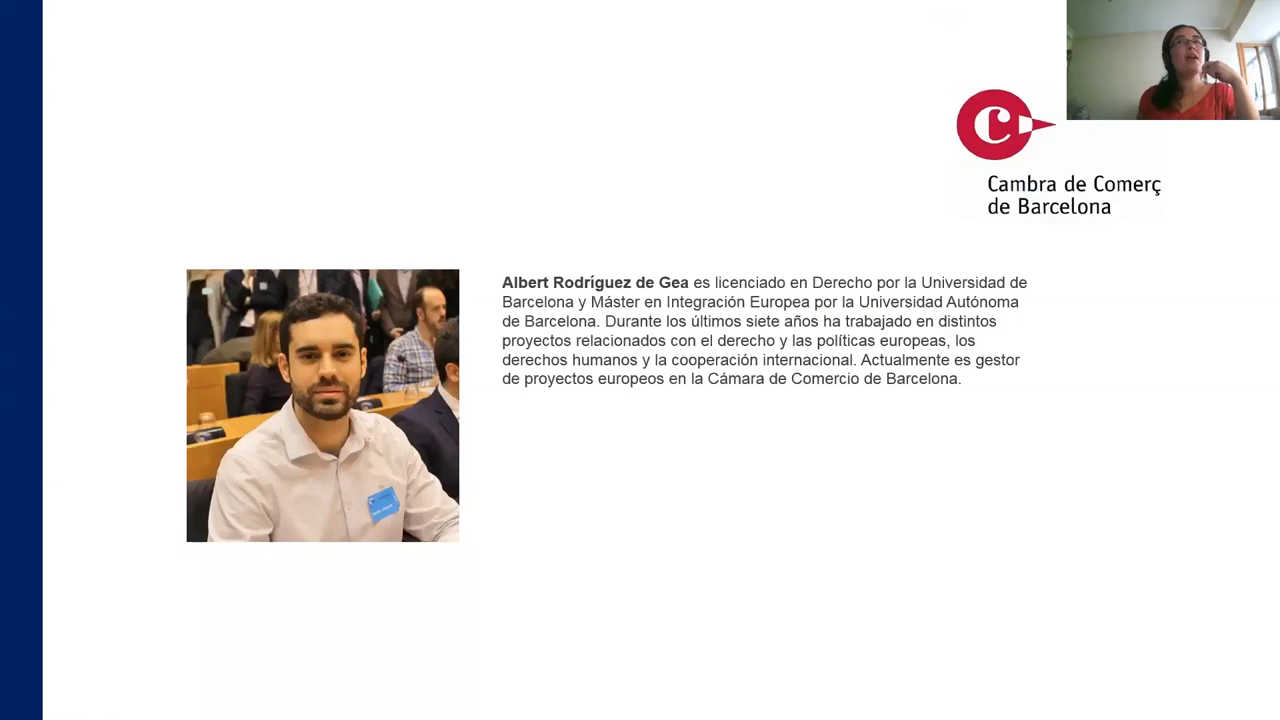 Cambra de Comerç
de Barcelona
Albert Rodríguez de Gea es licenciado en Derecho por la Universidad de
Barcelona y Máster en Integración Europea por la Universidad Autónoma
de Barcelona. Durante los últimos siete años ha trabajado en distintos
proyectos relacionados con el derecho y las políticas europeas, los
derechos humanos y la cooperación internacional. Actualmente es gestor
de proyectos europeos en la Cámara de Comercio de Barcelona.